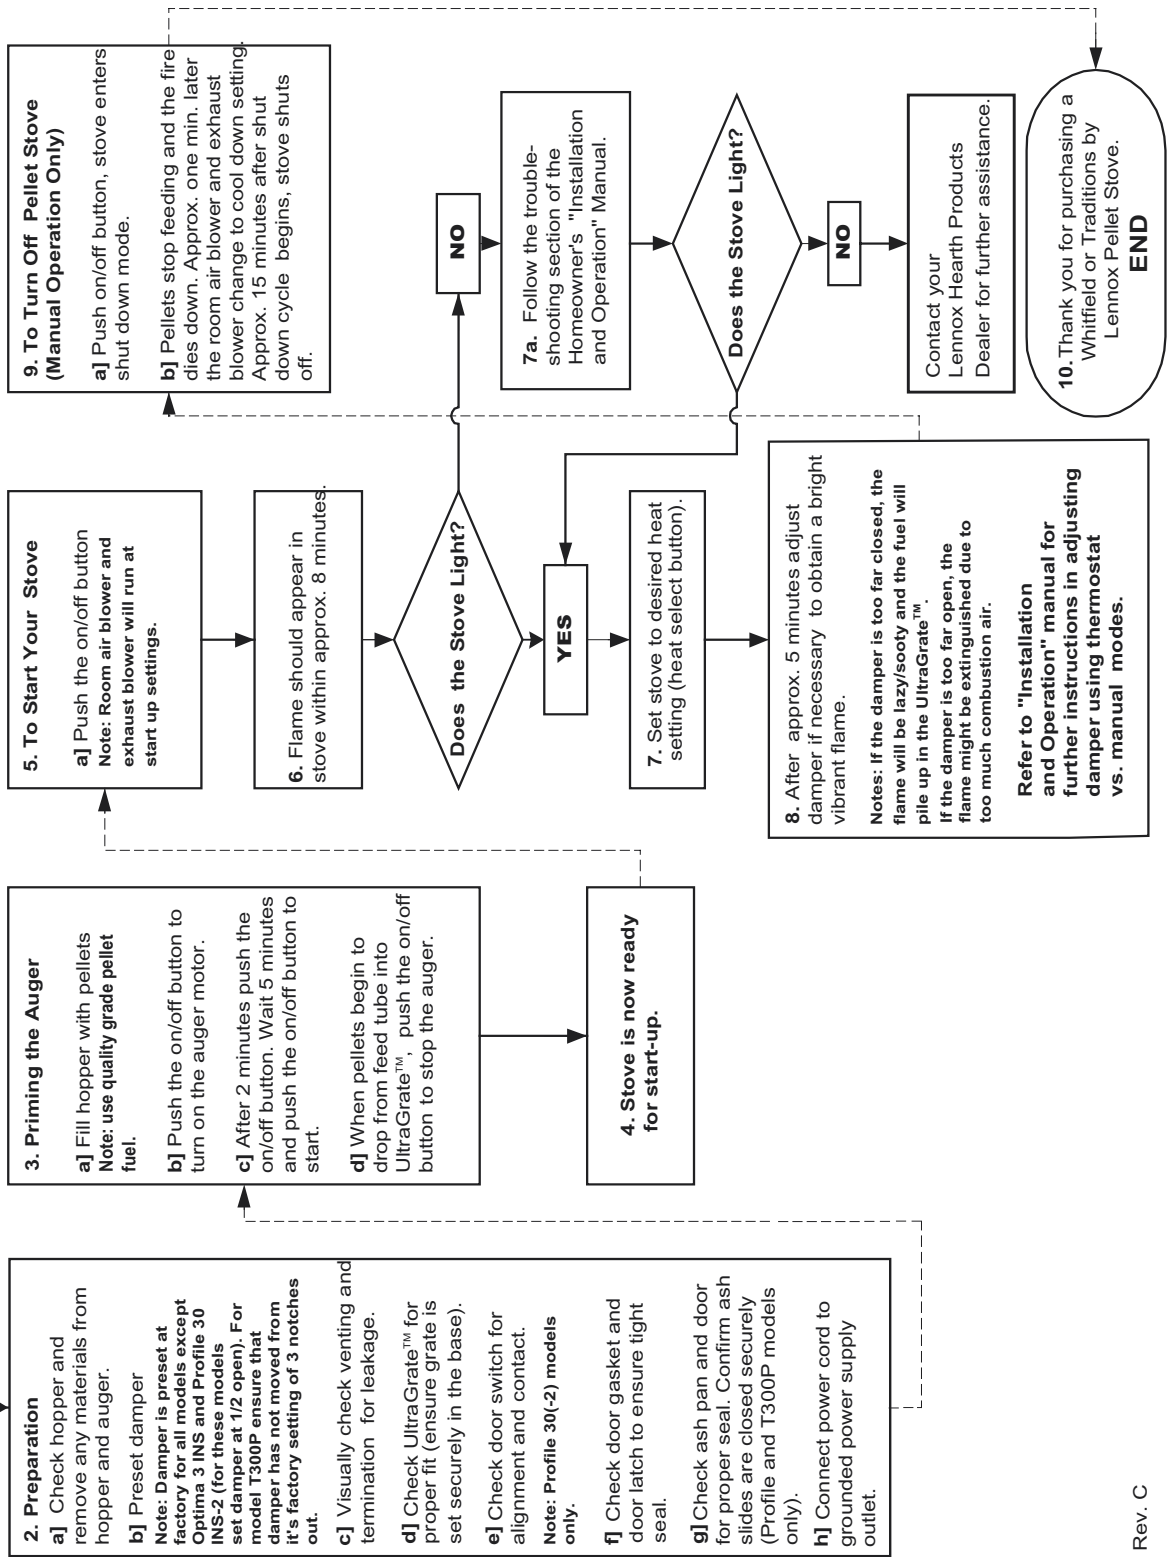 2. Preparation
a] Check hopper and
remove any materials from
hopper and auger.
b] Preset damper
Note: Damper is preset at
factory for all models except
Optima 3 INS and Profile 30
INS-2 (for these models
set damper at 1/2 open). For
model T300P ensure that
damper has not moved from
it's factory setting of 3 notches
out.
c] Visually check venting and
termination for leakage.
d] Check UltraGrate™ for
proper fit (ensure grate is
set securely in the base).
e] Check door switch for
alignment and contact.
Note: Profile 30(-2) models
only.
f] Check door gasket and
door latch to ensure tight
seal.
g] Check ash pan and door
for proper seal. Confirm ash
slides are closed securely
(Profile and T300P models
only).
h] Connect power cord to
grounded power supply
outlet.
3. Priming the Auger
a] Fill hopper with pellets
Note: use quality grade pellet
fuel.
b] Push the on/off button to
turn on the auger motor.
c] After 2 minutes push the
on/off button. Wait 5 minutes
and push the on/off button to
start.
d] When pellets begin to
drop from feed tube into
UltraGrate™, push the on/off
button to stop the auger.
4. Stove is now ready
for start-up.
5. To Start Your Stove
a] Push the on/off button
Note: Room air blower and
exhaust blower will run at
start up settings.
6. Flame should appear in
stove within approx. 8 minutes.
Does the Stove Light?
YES
7. Set stove to desired heat
setting (heat select button).
8. After approx. 5 minutes adjust
damper if necessary to obtain a bright
vibrant flame.
Notes: If the damper is too far closed, the
flame will be lazy/sooty and the fuel will
pile up in the UltraGrate™.
If the damper is too far open, the
flame might be extinguished due to
too much combustion air.
Refer to "Installation
and Operation" manual for
further instructions in adjusting
damper using thermostat
vs. manual modes.
9. To Turn Off Pellet Stove
(Manual Operation Only)
a] Push on/off button, stove enters
shut down mode.
b] Pellets stop feeding and the fire
dies down. Approx. one min. later
the room air blower and exhaust
blower change to cool down setting.
Approx. 15 minutes after shut
down cycle begins, stove shuts
off.
NO
7a. Follow the trouble-
shooting section of the
Homeowner's "Installation
and Operation" Manual.
Does the Stove Light?
NO
Contact your
Lennox Hearth Products
Dealer for further assistance.
10. Thank you for purchasing a
Whitfield or Traditions by
Lennox Pellet Stove.
END
Rev. C